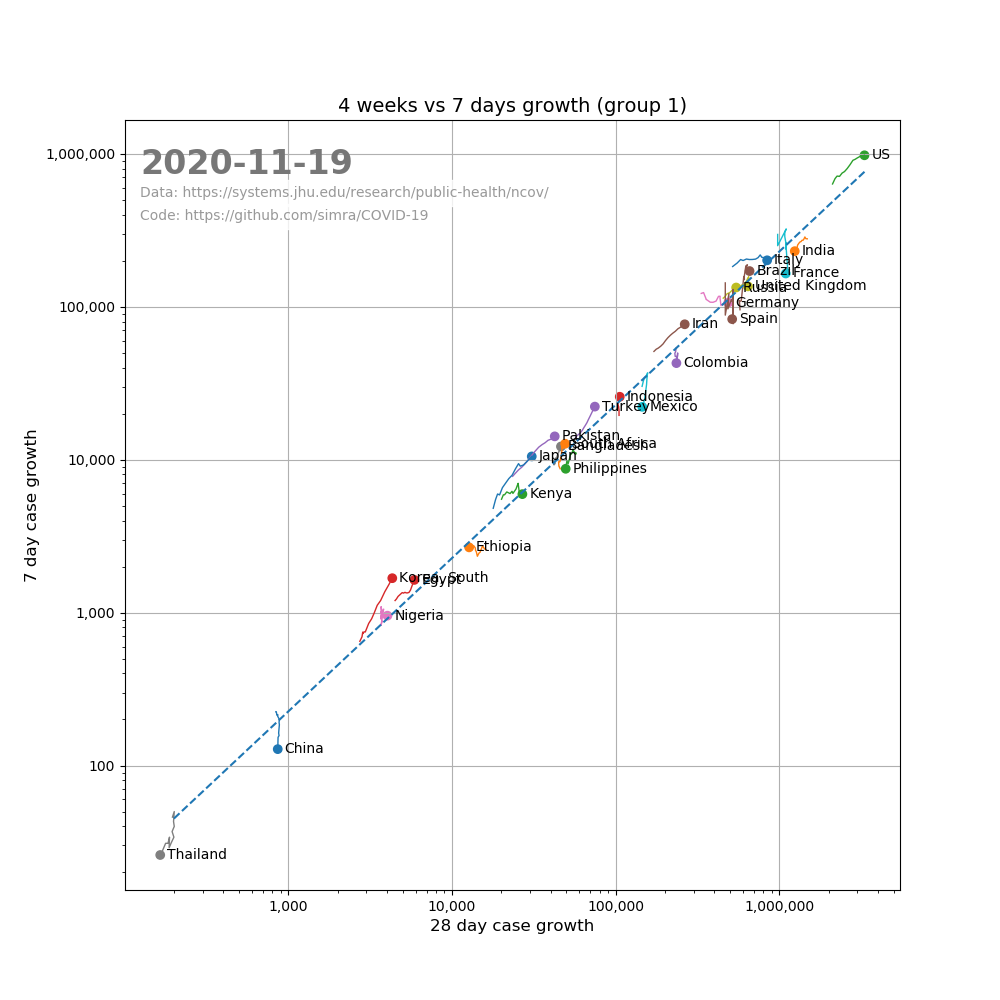 4 weeks vs 7 days growth (group 1)
2020-11-19
Data: https://systems.jhu.edu/research/public-health/ncov/
Code: https://github.com/simra/COVID-19
1,000,000
100,000
10,000
1,000
100
7 day case growth
US
India
Italy
Brazil
France
United Kingdom
Russia
Germany
Spain
Iran
Colombia
Indonesia
Turkey
Mexico
Pakistan
South Africa
Bangladesh
Japan
Philippines
Kenya
Ethiopia
Korea, South
Egypt
Nigeria
China
Thailand
1,000
10,000
100,000
1,000,000
28 day case growth